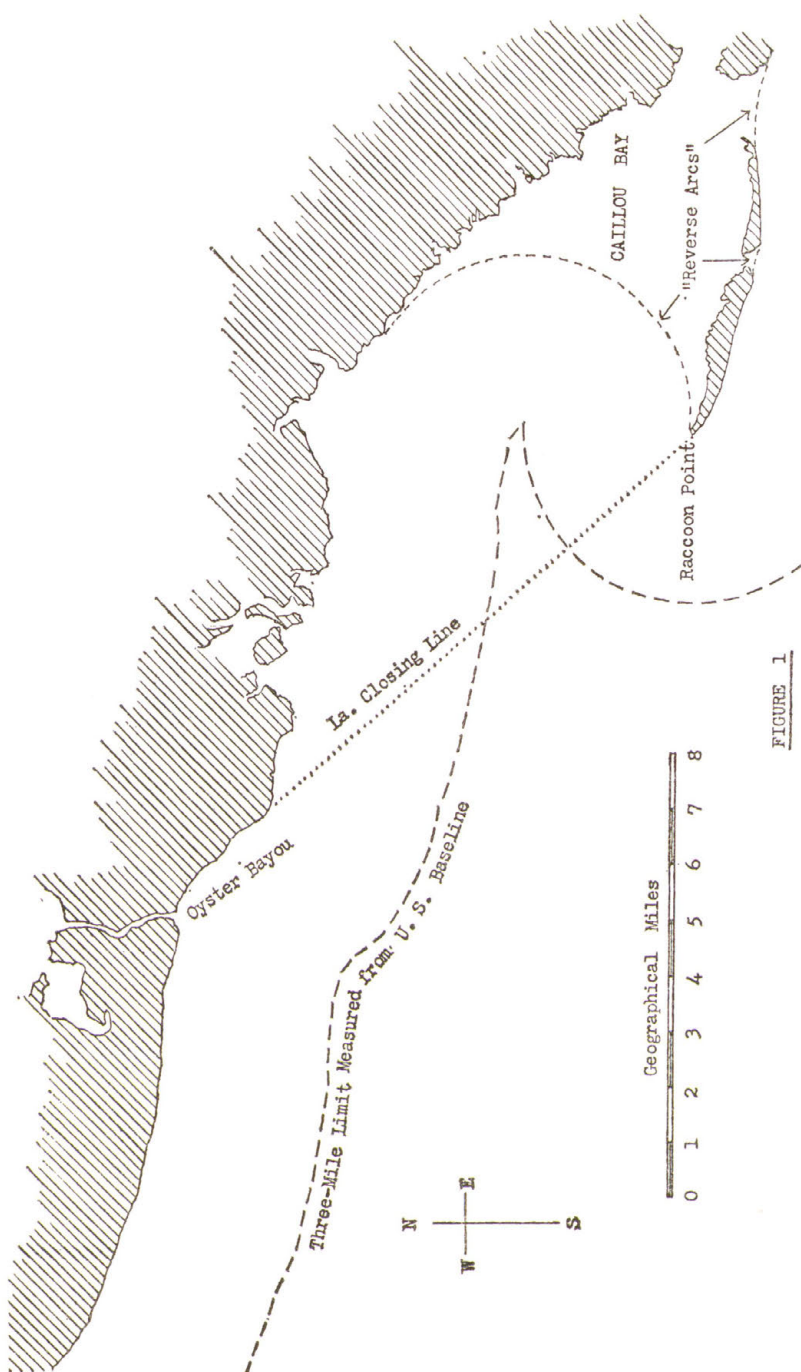 CAILLOU BAY
"Reverse Arcs"
Raccoon Point
La. Closing Line
Oyster Bayou
Three-Mile Limit Measured from U. S. Baseline
N
W E
S
Geographical Miles
0 1 2 3 4 5 6 7 8
FIGURE 1